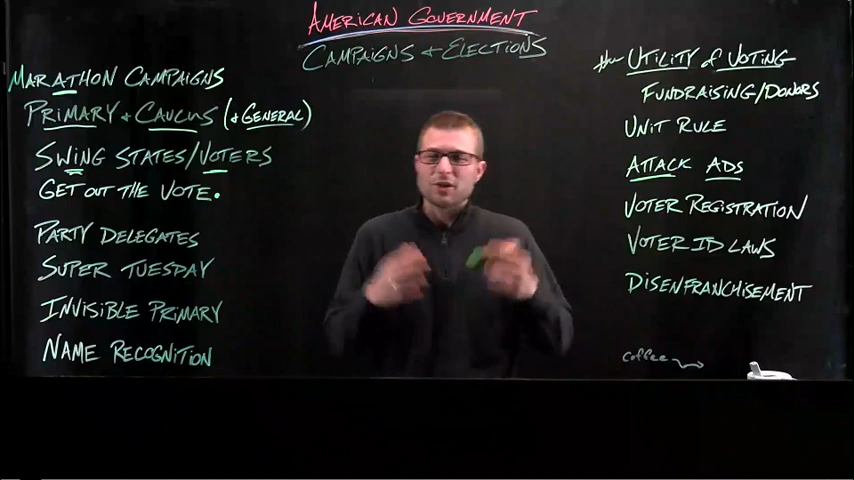 AMERICAN GOVERNMENT
CAMPAIGNS & ELECTIONS
MARATHON CAMPAIGNS
PRIMARY & CAUCUS (& GENERAL)
SWING STATES/VOTERS
GET OUT THE VOTE.
PARTY DELEGATES
SUPER TUESDAY
INVISIBLE PRIMARY
NAME RECOGNITION
the UTILITY of VOTING
FUNDRAISING/DONORS
UNIT RULE
ATTACK ADS
VOTER REGISTRATION
VOTER ID LAWS
DISENFRANCHISEMENT
coffee